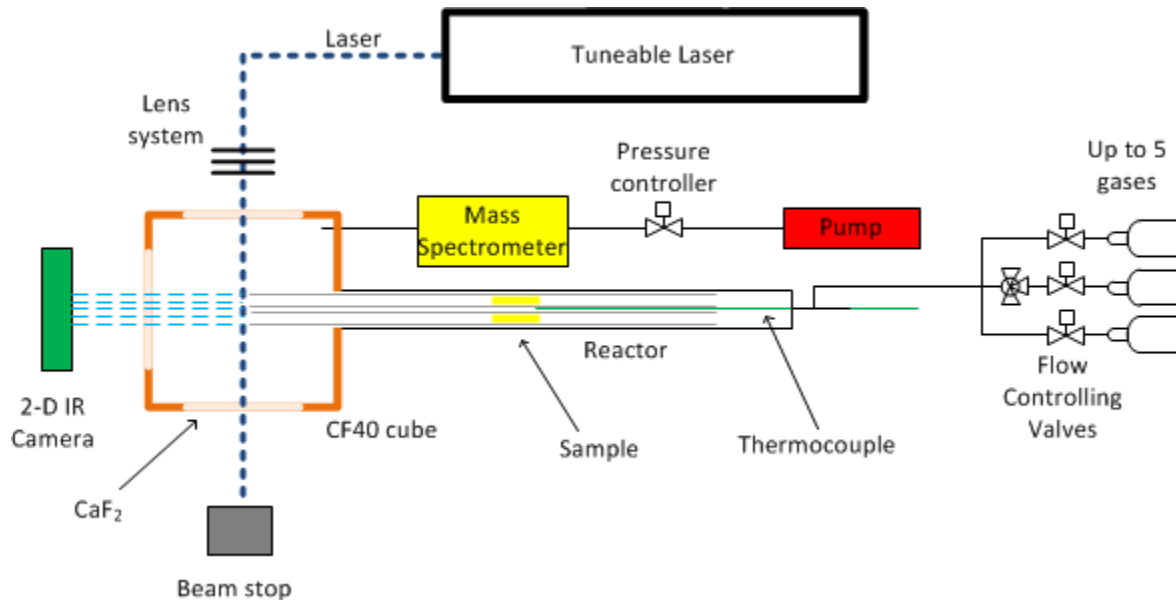 Laser
Tuneable Laser
Lens
system
Pressure
controller
Up to 5
gases
Mass
Spectrometer
Pump
Reactor
2-D IR
Camera
CF40 cube
Sample
Thermocouple
Flow
Controlling
Valves
CaF₂
Beam stop